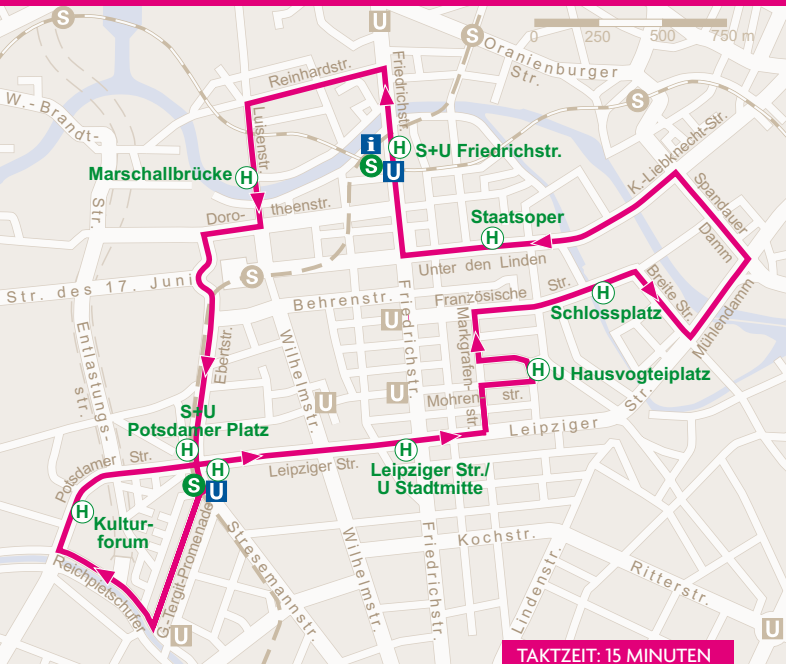 U
S
S
0 250 500 750 m
Oranienburger
Str.
Reinhardstr.
Friedrichstr.
W.-Brandt-
Str.
S
Luisenstr.
i
H S+U Friedrichstr.
S U
K.-Liebknecht-Str.
Marschallbrücke H
Spandauer
Damm
Doro-
theenstr.
Staatsoper
H
Unter den Linden
S
Str. des 17. Juni
Behrenstr.
Französische Str.
H
Schlossplatz
Breite Str.
Mühlendamm
U
Friedrichstr.
Markgrafen-
str.
Entlastungs-
str.
Ebertstr.
Wilhelmstr.
H U Hausvogteiplatz
U
U
Mohren-
str.
S+U
Potsdamer Platz
H
Leipziger
Str.
H
Leipziger Str./
U Stadtmitte
Leipziger Str.
H
S U
Potsdamer Str.
H Kultur-
forum
G-Tergit-Promenade
Reichpietschufer
Stresemannstr.
Wilhelmstr.
Friedrichstr.
Kochstr.
Lindenstr.
Ritterstr.
U
U
TAKTZEIT: 15 MINUTEN